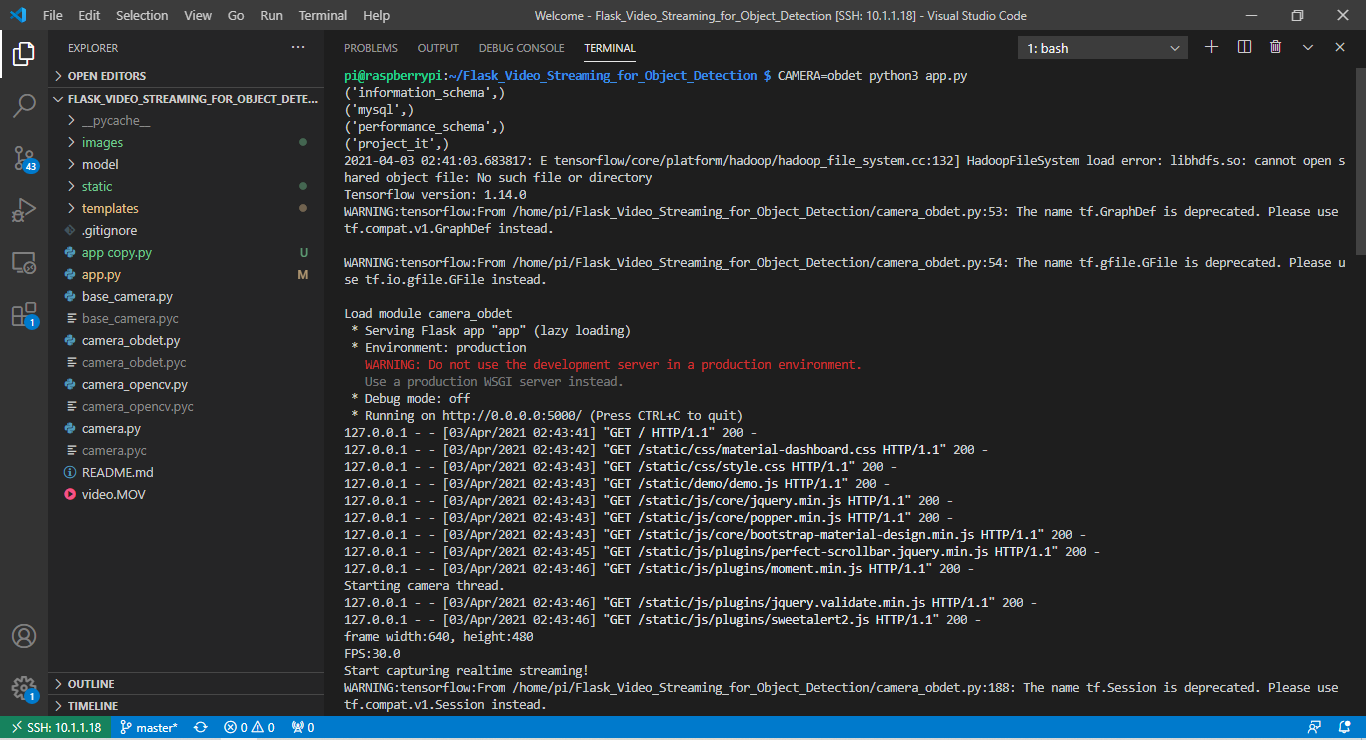 File Edit Selection View Go Run Terminal Help
Welcome - Flask_Video_Streaming_for_Object_Detection [SSH: 10.1.1.18] - Visual Studio Code
EXPLORER
OPEN EDITORS
FLASK_VIDEO_STREAMING_FOR_OBJECT_DETE...
__pycache__
images
model
static
templates
.gitignore
app copy.py U
app.py M
base_camera.py
base_camera.pyc
camera_obdet.py
camera_obdet.pyc
camera_opencv.py
camera_opencv.pyc
camera.py
camera.pyc
README.md
video.MOV
OUTLINE
TIMELINE
43
1
1
PROBLEMS OUTPUT DEBUG CONSOLE TERMINAL
1: bash
pi@raspberrypi:~/Flask_Video_Streaming_for_Object_Detection $ CAMERA=obdet python3 app.py
('information_schema',)
('mysql',)
('performance_schema',)
('project_it',)
2021-04-03 02:41:03.683817: E tensorflow/core/platform/hadoop/hadoop_file_system.cc:132] HadoopFileSystem load error: libhdfs.so: cannot open s
hared object file: No such file or directory
Tensorflow version: 1.14.0
WARNING:tensorflow:From /home/pi/Flask_Video_Streaming_for_Object_Detection/camera_obdet.py:53: The name tf.GraphDef is deprecated. Please use
tf.compat.v1.GraphDef instead.
WARNING:tensorflow:From /home/pi/Flask_Video_Streaming_for_Object_Detection/camera_obdet.py:54: The name tf.gfile.GFile is deprecated. Please u
se tf.io.gfile.GFile instead.
Load module camera_obdet
* Serving Flask app "app" (lazy loading)
* Environment: production
WARNING: Do not use the development server in a production environment.
Use a production WSGI server instead.
* Debug mode: off
* Running on http://0.0.0.0:5000/ (Press CTRL+C to quit)
127.0.0.1 - - [03/Apr/2021 02:43:41] "GET / HTTP/1.1" 200 -
127.0.0.1 - - [03/Apr/2021 02:43:42] "GET /static/css/material-dashboard.css HTTP/1.1" 200 -
127.0.0.1 - - [03/Apr/2021 02:43:43] "GET /static/css/style.css HTTP/1.1" 200 -
127.0.0.1 - - [03/Apr/2021 02:43:43] "GET /static/demo/demo.js HTTP/1.1" 200 -
127.0.0.1 - - [03/Apr/2021 02:43:43] "GET /static/js/core/jquery.min.js HTTP/1.1" 200 -
127.0.0.1 - - [03/Apr/2021 02:43:43] "GET /static/js/core/popper.min.js HTTP/1.1" 200 -
127.0.0.1 - - [03/Apr/2021 02:43:43] "GET /static/js/core/bootstrap-material-design.min.js HTTP/1.1" 200 -
127.0.0.1 - - [03/Apr/2021 02:43:45] "GET /static/js/plugins/perfect-scrollbar.jquery.min.js HTTP/1.1" 200 -
127.0.0.1 - - [03/Apr/2021 02:43:46] "GET /static/js/plugins/moment.min.js HTTP/1.1" 200 -
Starting camera thread.
127.0.0.1 - - [03/Apr/2021 02:43:46] "GET /static/js/plugins/jquery.validate.min.js HTTP/1.1" 200 -
127.0.0.1 - - [03/Apr/2021 02:43:46] "GET /static/js/plugins/sweetalert2.js HTTP/1.1" 200 -
frame width:640, height:480
FPS:30.0
Start capturing realtime streaming!
WARNING:tensorflow:From /home/pi/Flask_Video_Streaming_for_Object_Detection/camera_obdet.py:188: The name tf.Session is deprecated. Please use
tf.compat.v1.Session instead.
SSH: 10.1.1.18 master* 0 0 0